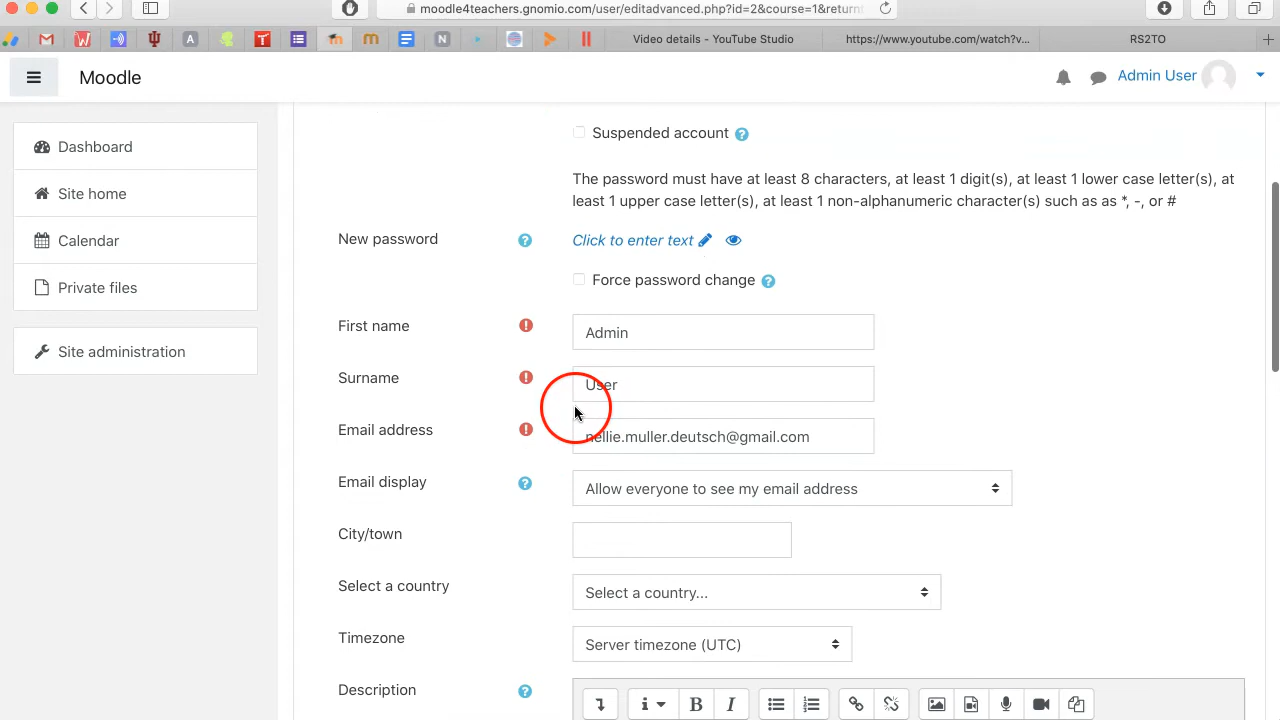 moodle4teachers.gnomio.com/user/editadvanced.php?id=2&course=1&return
Video details - YouTube Studio
https://www.youtube.com/watch?v...
RS2TO
Moodle
Admin User
Dashboard
Site home
Calendar
Private files
Site administration
Suspended account
The password must have at least 8 characters, at least 1 digit(s), at least 1 lower case letter(s), at
least 1 upper case letter(s), at least 1 non-alphanumeric character(s) such as as *, -, or #
New password
Click to enter text
Force password change
First name
Admin
Surname
User
Email address
nellie.muller.deutsch@gmail.com
Email display
Allow everyone to see my email address
City/town
Select a country
Select a country...
Timezone
Server timezone (UTC)
Description